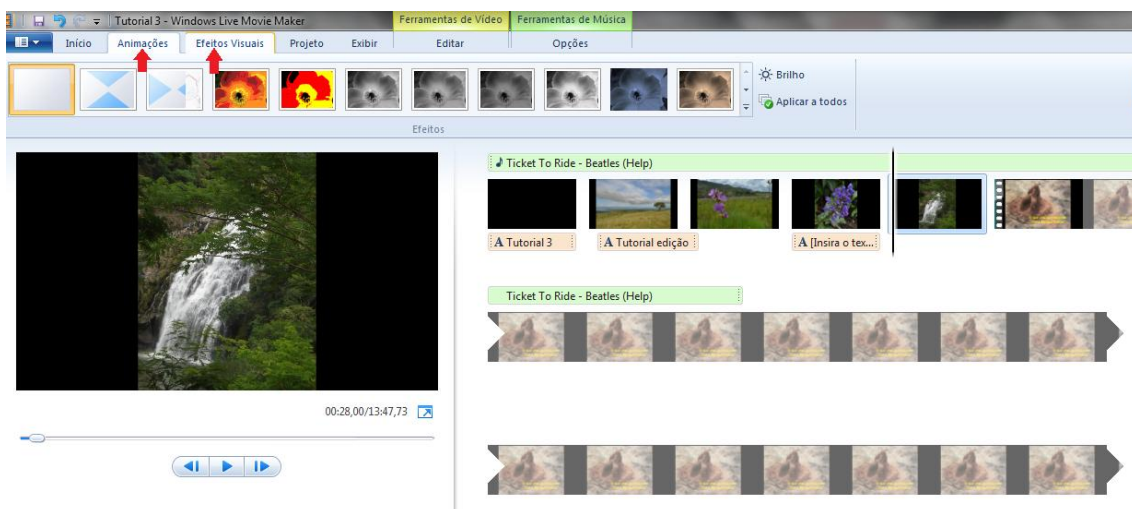 Tutorial 3 - Windows Live Movie Maker
Ferramentas de Vídeo
Ferramentas de Música
Início
Animações
Efeitos Visuais
Projeto
Exibir
Editar
Opções
Brilho
Aplicar a todos
Efeitos
Ticket To Ride - Beatles (Help)
A Tutorial 3
A Tutorial edição
A [Insira o tex...
Ticket To Ride - Beatles (Help)
00:28,00/13:47,73